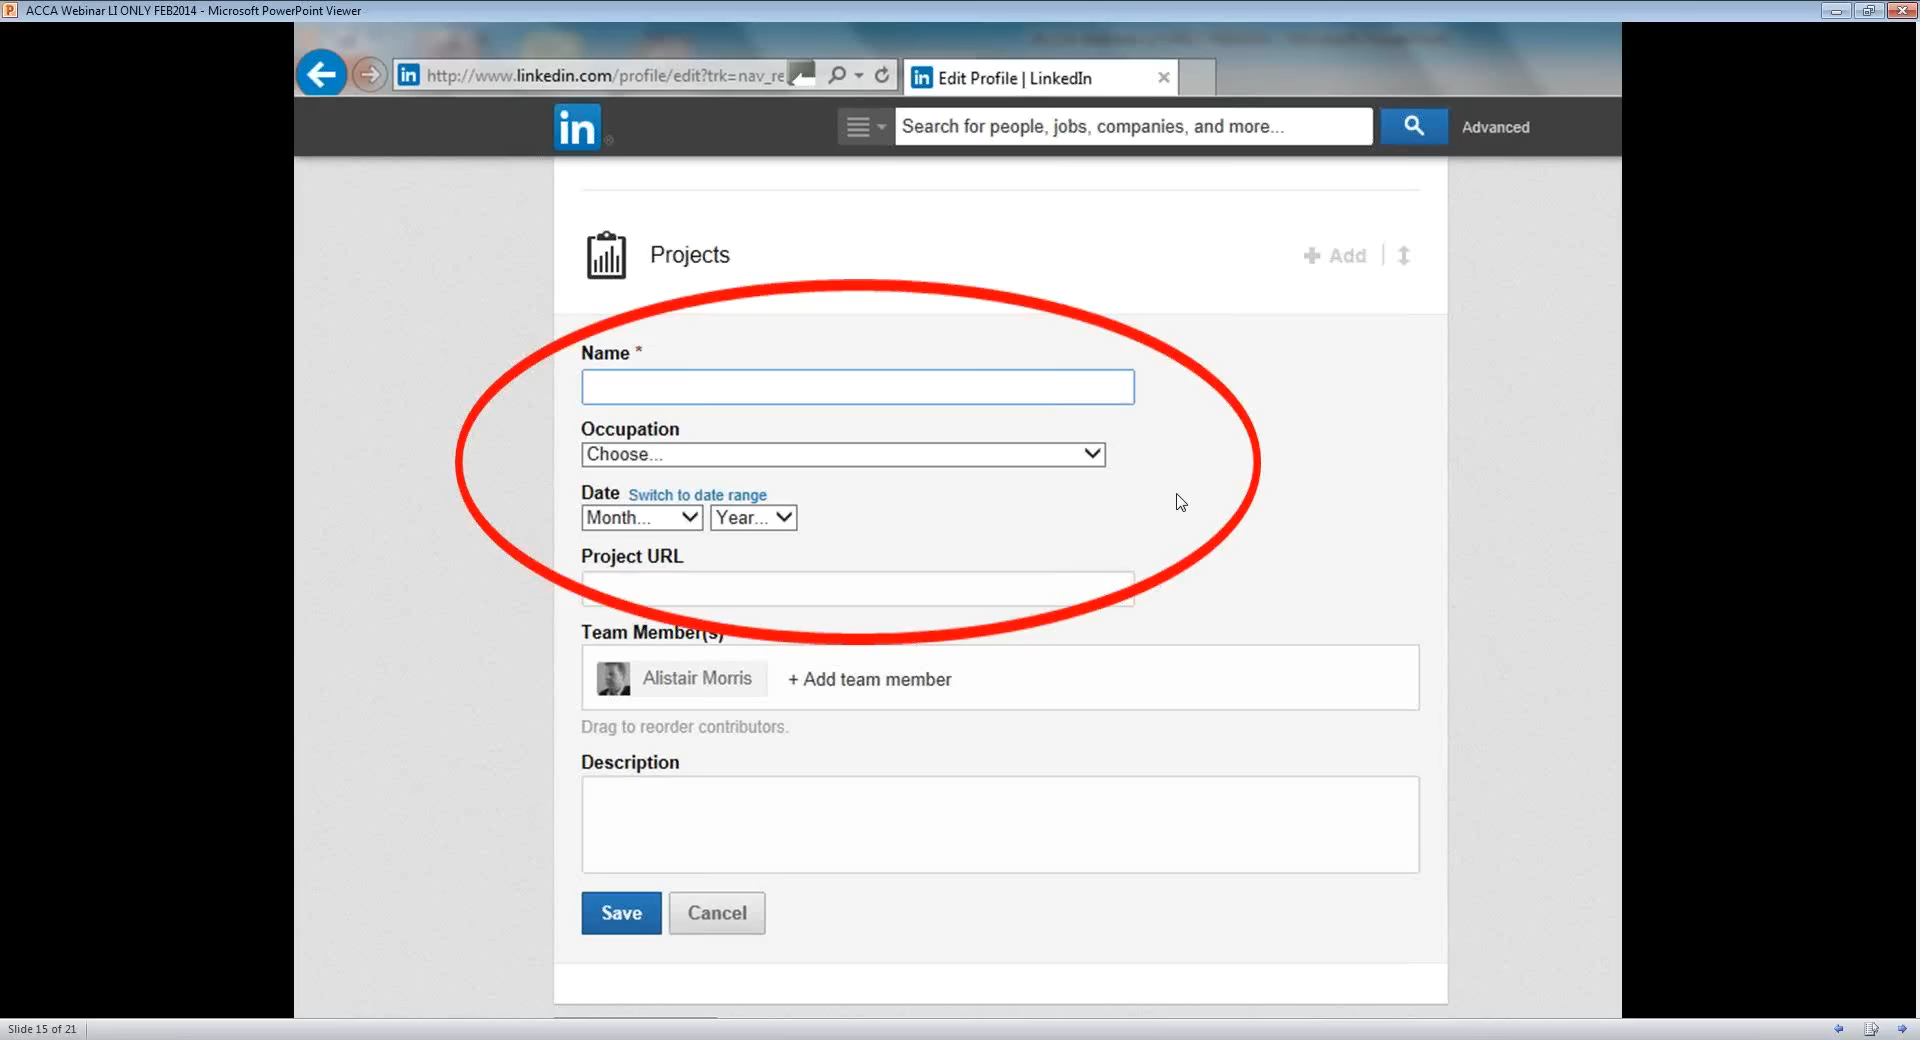 ACCA Webinar LI ONLY FEB2014 - Microsoft PowerPoint Viewer
in http://www.linkedin.com/profile/edit?trk=nav_re
in Edit Profile | LinkedIn
in ®
Search for people, jobs, companies, and more...
Advanced
Projects
Add
Name *
Occupation
Choose...
Date Switch to date range
Month... Year...
Project URL
Team Member(s)
Alistair Morris + Add team member
Drag to reorder contributors.
Description
Save Cancel
Slide 15 of 21